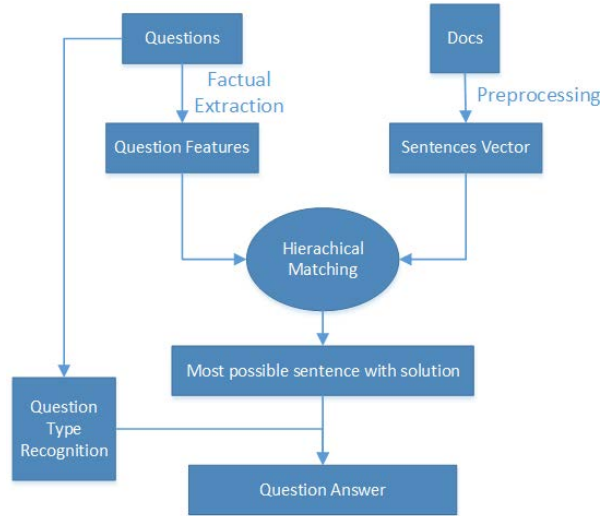 Questions
Docs
Factual
Extraction
Preprocessing
Question Features
Sentences Vector
Hierachical
Matching
Most possible sentence with solution
Question
Type
Recognition
Question Answer